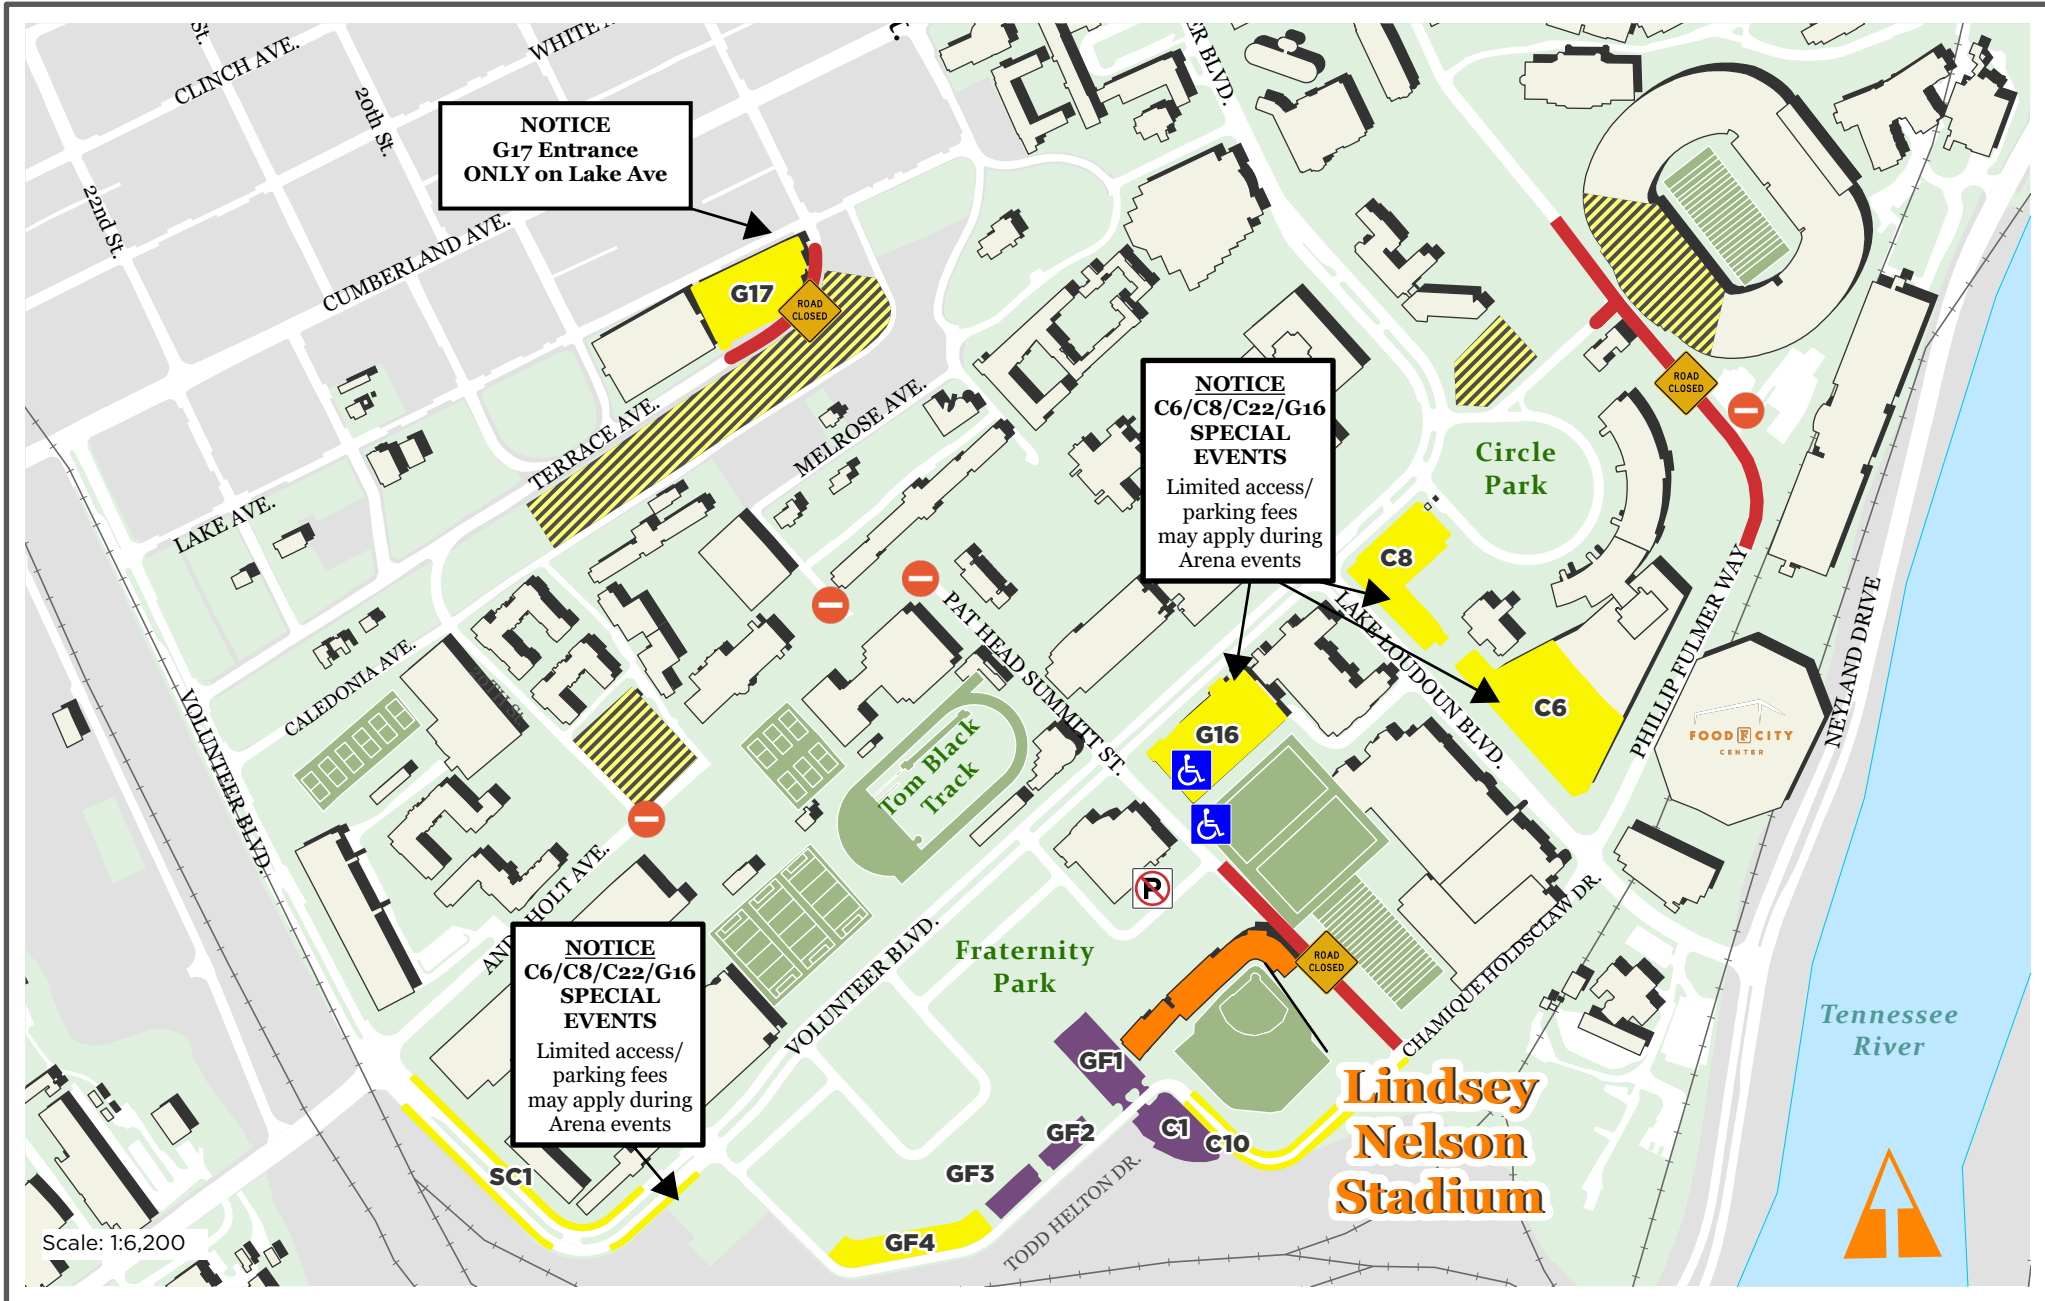 CLINCH AVE.
WHITE
St.
t.
ER BLVD.
20th St.
22nd St.
NOTICE
G17 Entrance
ONLY on Lake Ave
CUMBERLAND AVE.
G17
ROAD
CLOSED
TERRACE AVE.
MELROSE AVE.
LAKE AVE.
NOTICE
C6/C8/C22/G16
SPECIAL
EVENTS
Limited access/
parking fees
may apply during
Arena events
Circle
Park
ROAD
CLOSED
C8
C6
G16
PAT HEAD SUMMITT ST.
LAKE LOUDOUN BLVD.
PHILLIP FULMER WAY
NEYLAND DRIVE
FOOD CITY
CENTER
CALEDONIA AVE.
VOLUNTEER BLVD.
Tom Black
Track
P
AND
HOLT AVE.
NOTICE
C6/C8/C22/G16
SPECIAL
EVENTS
Limited access/
parking fees
may apply during
Arena events
VOLUNTEER BLVD.
Fraternity
Park
ROAD
CLOSED
CHAMIQUE HOLDSCLAW DR.
Tennessee
River
GF1
GF2
GF3
GF4
C1
C10
SC1
TODD HELTON DR.
Lindsey
Nelson
Stadium
Scale: 1:6,200